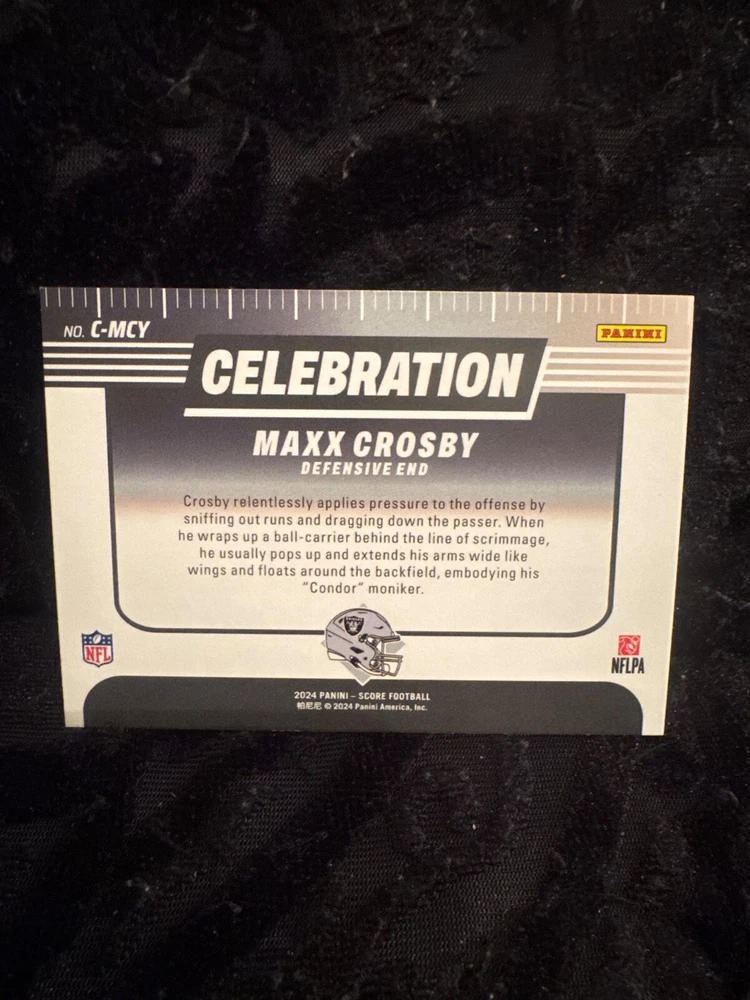 NO. C-MCY
PANINI
CELEBRATION
MAXX CROSBY
DEFENSIVE END
Crosby relentlessly applies pressure to the offense by
sniffing out runs and dragging down the passer. When
he wraps up a ball-carrier behind the line of scrimmage,
he usually pops up and extends his arms wide like
wings and floats around the backfield, embodying his
“Condor” moniker.
NFL
NFLPA
2024 PANINI – SCORE FOOTBALL
帕尼尼 © 2024 Panini America, Inc.